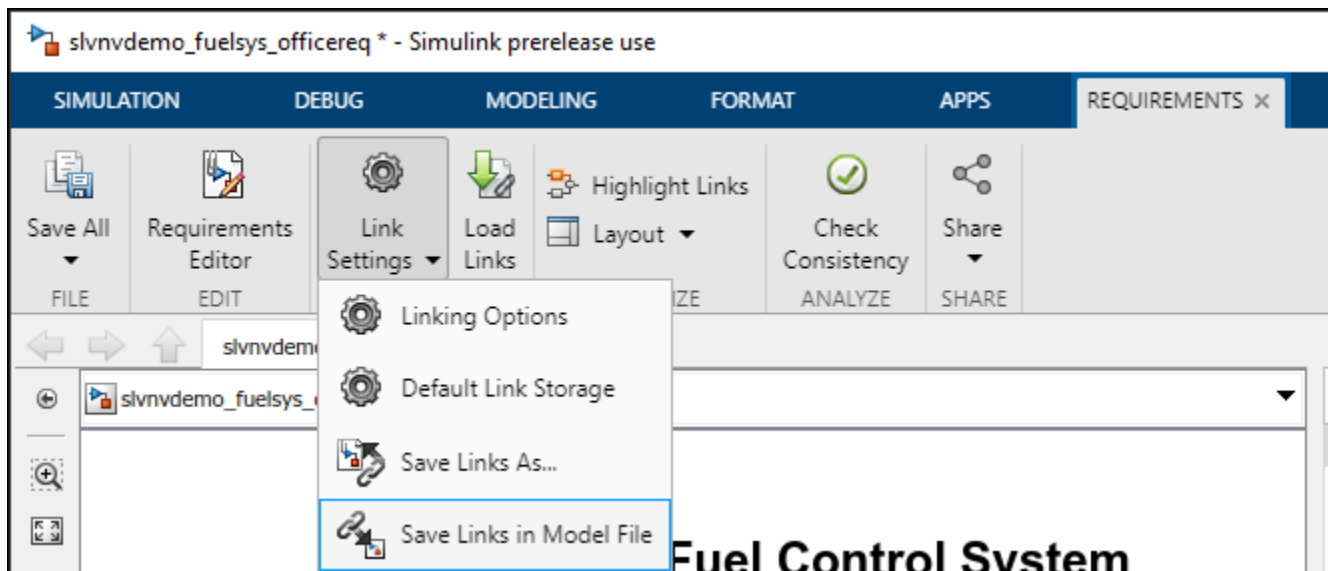 slvnvdemo_fuelsys_officereq * - Simulink prerelease use
SIMULATION DEBUG MODELING FORMAT APPS REQUIREMENTS ×
Save All
Requirements
Editor
Link
Settings
Load
Links
Highlight Links
Layout
Check
Consistency
Share
FILE EDIT IZE ANALYZE SHARE
Linking Options
Default Link Storage
Save Links As...
Save Links in Model File
slvnvdem
slvnvdemo_fuelsys_
Fuel Control System